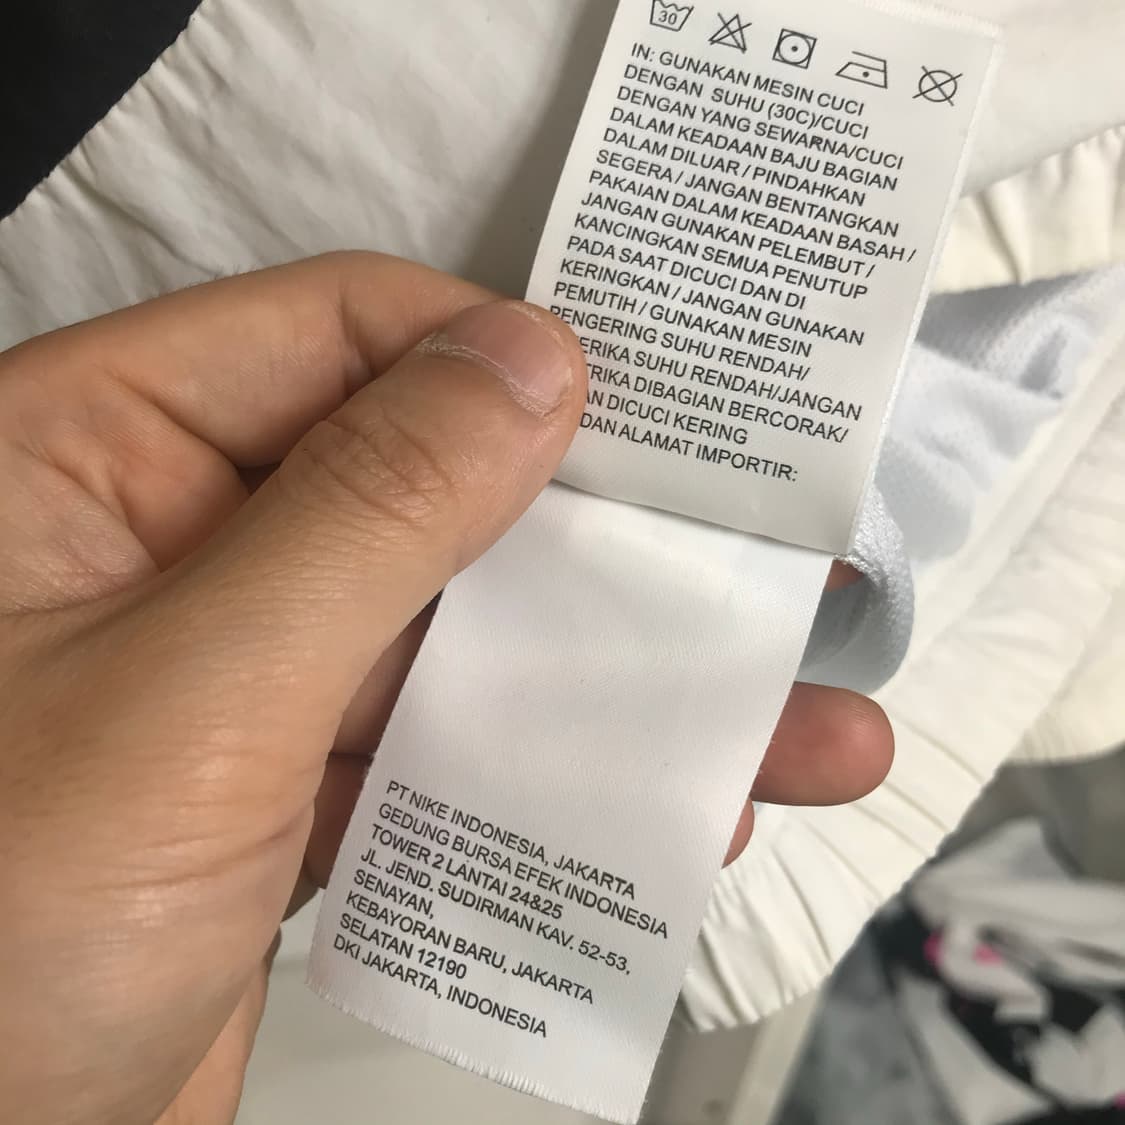 30
IN: GUNAKAN MESIN CUCI
DENGAN SUHU (30C)/CUCI
DENGAN YANG SEWARNA/CUCI
DALAM KEADAAN BAJU BAGIAN
DALAM DILUAR / PINDAHKAN
SEGERA / JANGAN BENTANGKAN
PAKAIAN DALAM KEADAAN BASAH /
JANGAN GUNAKAN PELEMBUT /
KANCINGKAN SEMUA PENUTUP
PADA SAAT DICUCI DAN DI
KERINGKAN / JANGAN GUNAKAN
PEMUTIH / GUNAKAN MESIN
PENGERING SUHU RENDAH/
SUHU RENDAH/JANGAN
DIBAGIAN BERCORAK/
DICUCI KERING
DAN ALAMAT IMPORTIR:
PT NIKE INDONESIA, JAKARTA
GEDUNG BURSA EFEK INDONESIA
TOWER 2 LANTAI 24&25
JL. JEND. SUDIRMAN KAV. 52-53,
SENAYAN,
KEBAYORAN BARU, JAKARTA
SELATAN 12190
DKI JAKARTA, INDONESIA